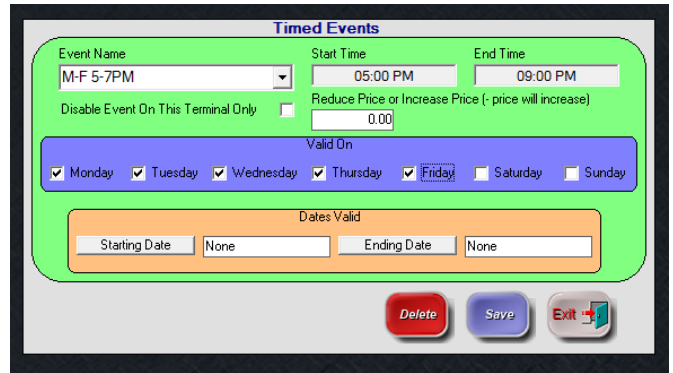 Timed Events
Event Name
Start Time
End Time
M-F 5-7PM
05:00 PM
09:00 PM
Disable Event On This Terminal Only
Reduce Price or Increase Price (- price will increase)
0.00
Valid On
Monday Tuesday Wednesday Thursday Friday Saturday Sunday
Dates Valid
Starting Date None Ending Date None
Delete Save Exit